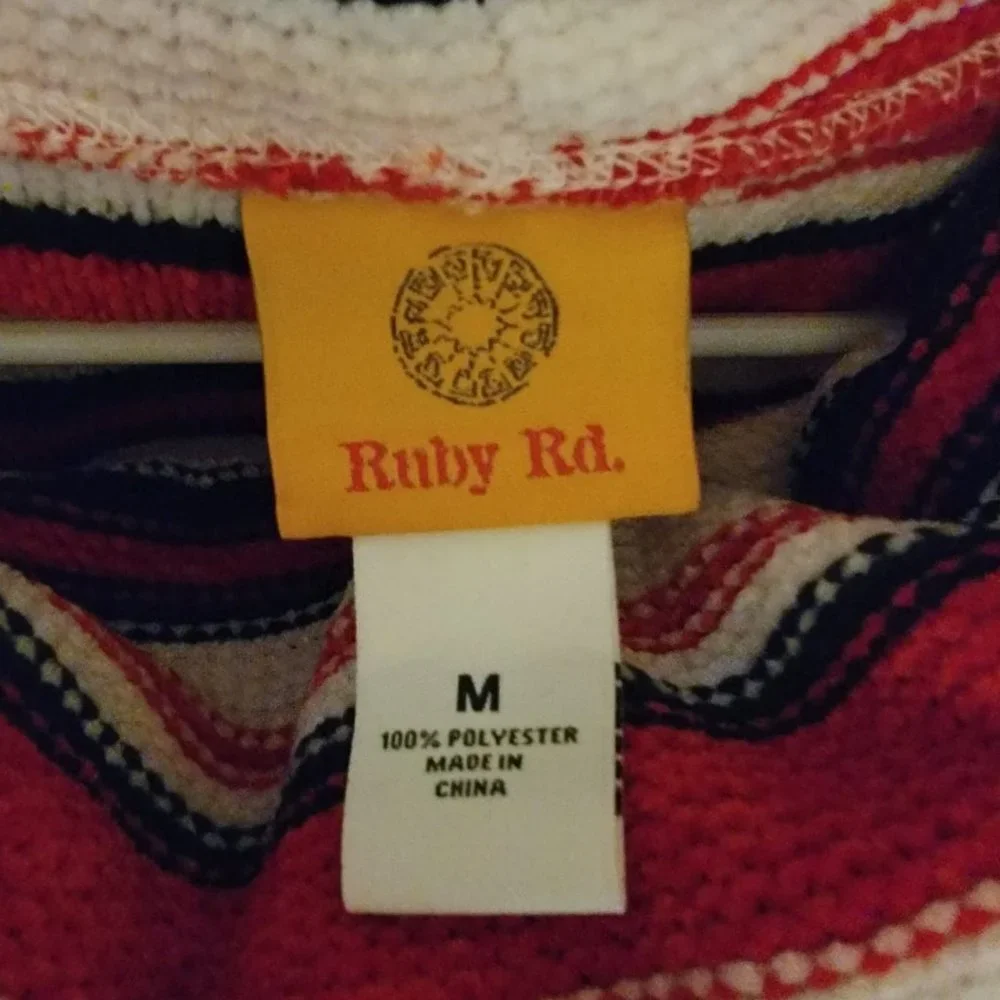 Ruby Rd.
M
100% POLYESTER
MADE IN
CHINA